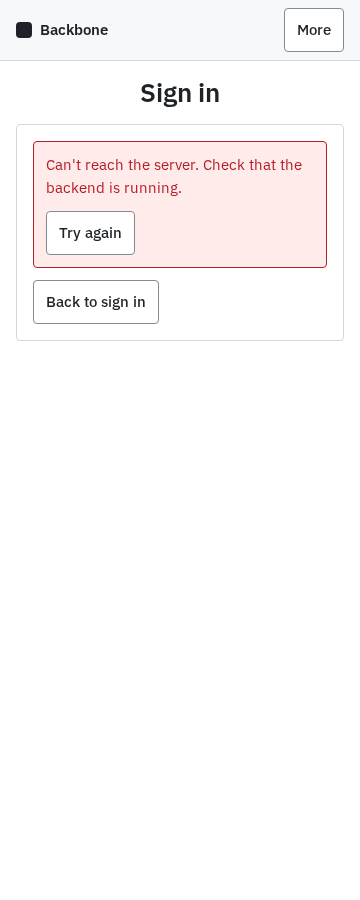 Backbone
More
Sign in
Can't reach the server. Check that the
backend is running.
Try again
Back to sign in